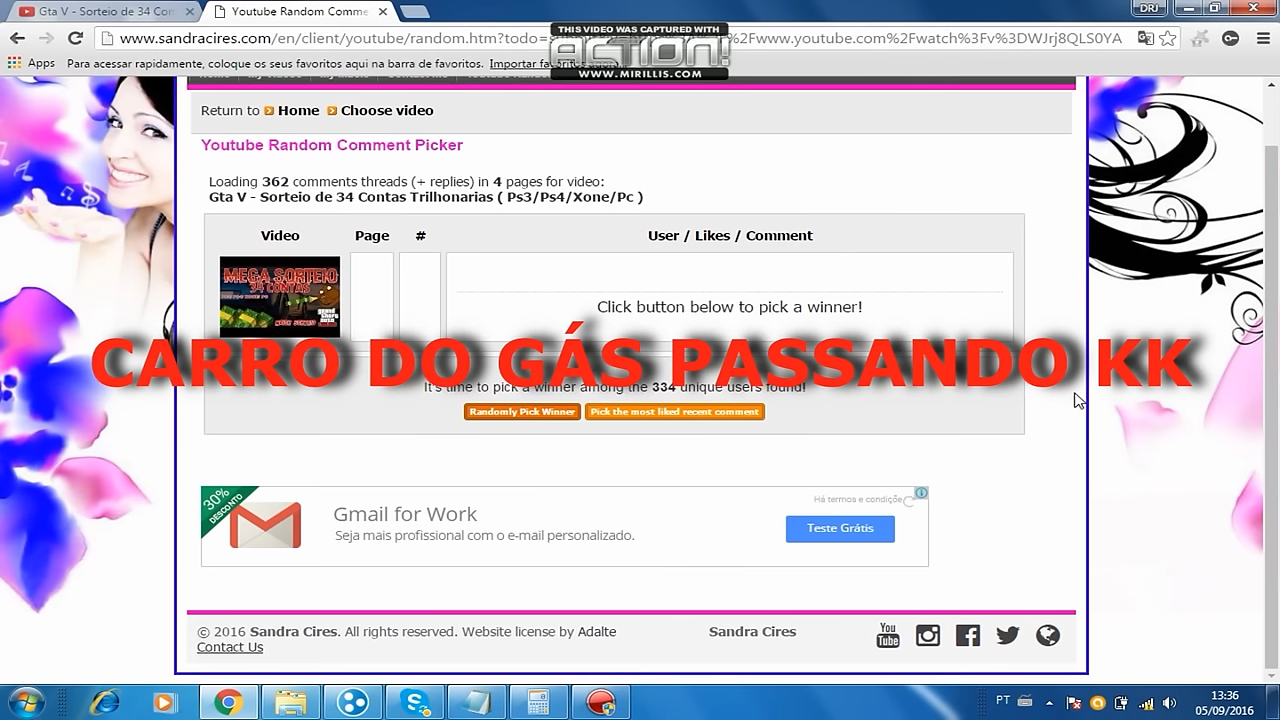 Gta V - Sorteio de 34 Con
Youtube Random Comme
DRJ
THIS VIDEO WAS CAPTURED WITH
ACTION!
WWW.MIRILLIS.COM
www.sandracires.com/en/client/youtube/random.htm?todo=
%2Fwww.youtube.com%2Fwatch%3Fv%3DWJrj8QLS0YA
Apps
Para acessar rapidamente, coloque os seus favoritos aqui na barra de favoritos. Importar favoritos
Return to Home Choose video
Youtube Random Comment Picker
Loading 362 comments threads (+ replies) in 4 pages for video:
Gta V - Sorteio de 34 Contas Trilhonarias ( Ps3/Ps4/Xone/Pc )
Video Page # User / Likes / Comment
MEGA SORTEIO
34 CONTAS
Click button below to pick a winner!
CARRO DO GÁS PASSANDO KK
It's time to pick a winner among the 334 unique users found!
Randomly Pick Winner Pick the most liked recent comment
30%
DESCONTO
Gmail for Work
Seja mais profissional com o e-mail personalizado.
Há termos e condiçõe
Teste Grátis
© 2016 Sandra Cires. All rights reserved. Website license by Adalte
Contact Us
Sandra Cires
You
Tube
PT
13:36
05/09/2016